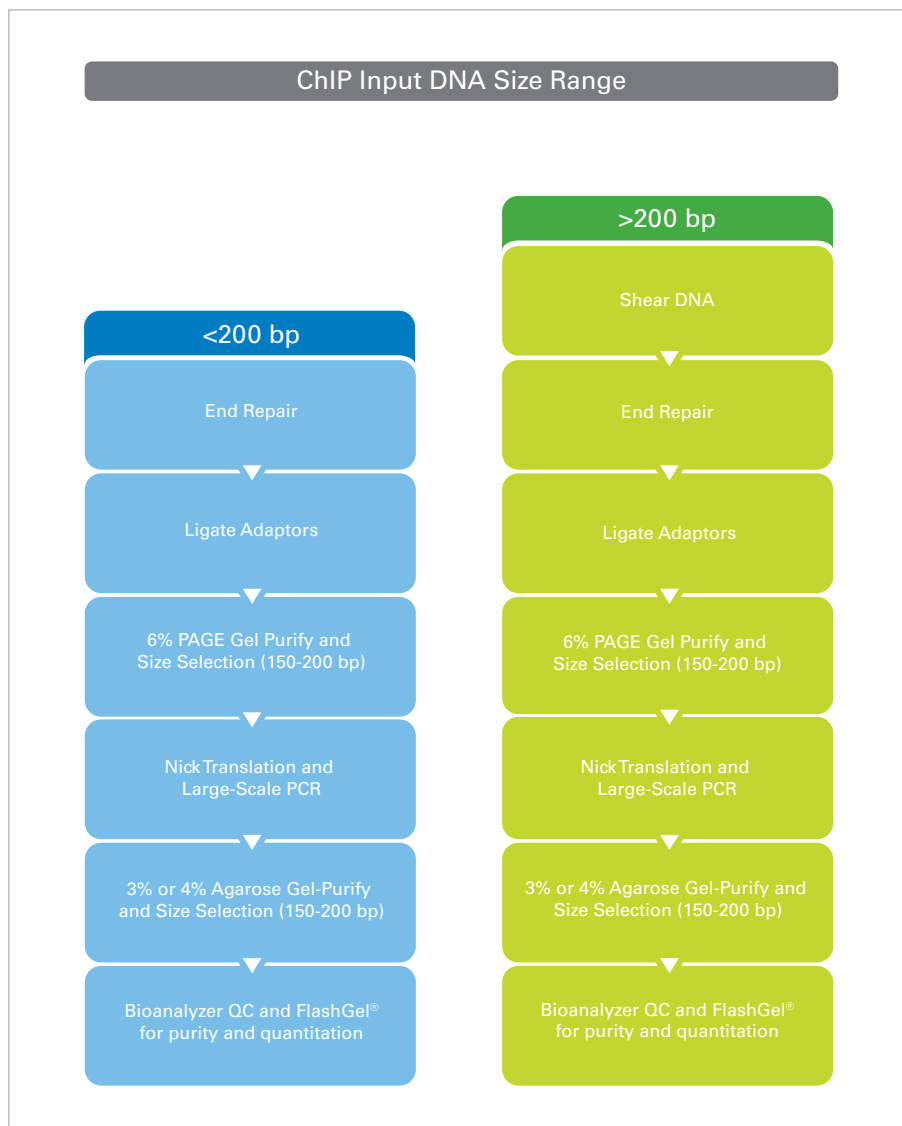 ChIP Input DNA Size Range
<200 bp
End Repair
Ligate Adaptors
6% PAGE Gel Purify and
Size Selection (150-200 bp)
Nick Translation and
Large-Scale PCR
3% or 4% Agarose Gel-Purify
and Size Selection (150-200 bp)
Bioanalyzer QC and FlashGel®
for purity and quantitation
>200 bp
Shear DNA
End Repair
Ligate Adaptors
6% PAGE Gel Purify and
Size Selection (150-200 bp)
Nick Translation and
Large-Scale PCR
3% or 4% Agarose Gel-Purify and
Size Selection (150-200 bp)
Bioanalyzer QC and FlashGel®
for purity and quantitation